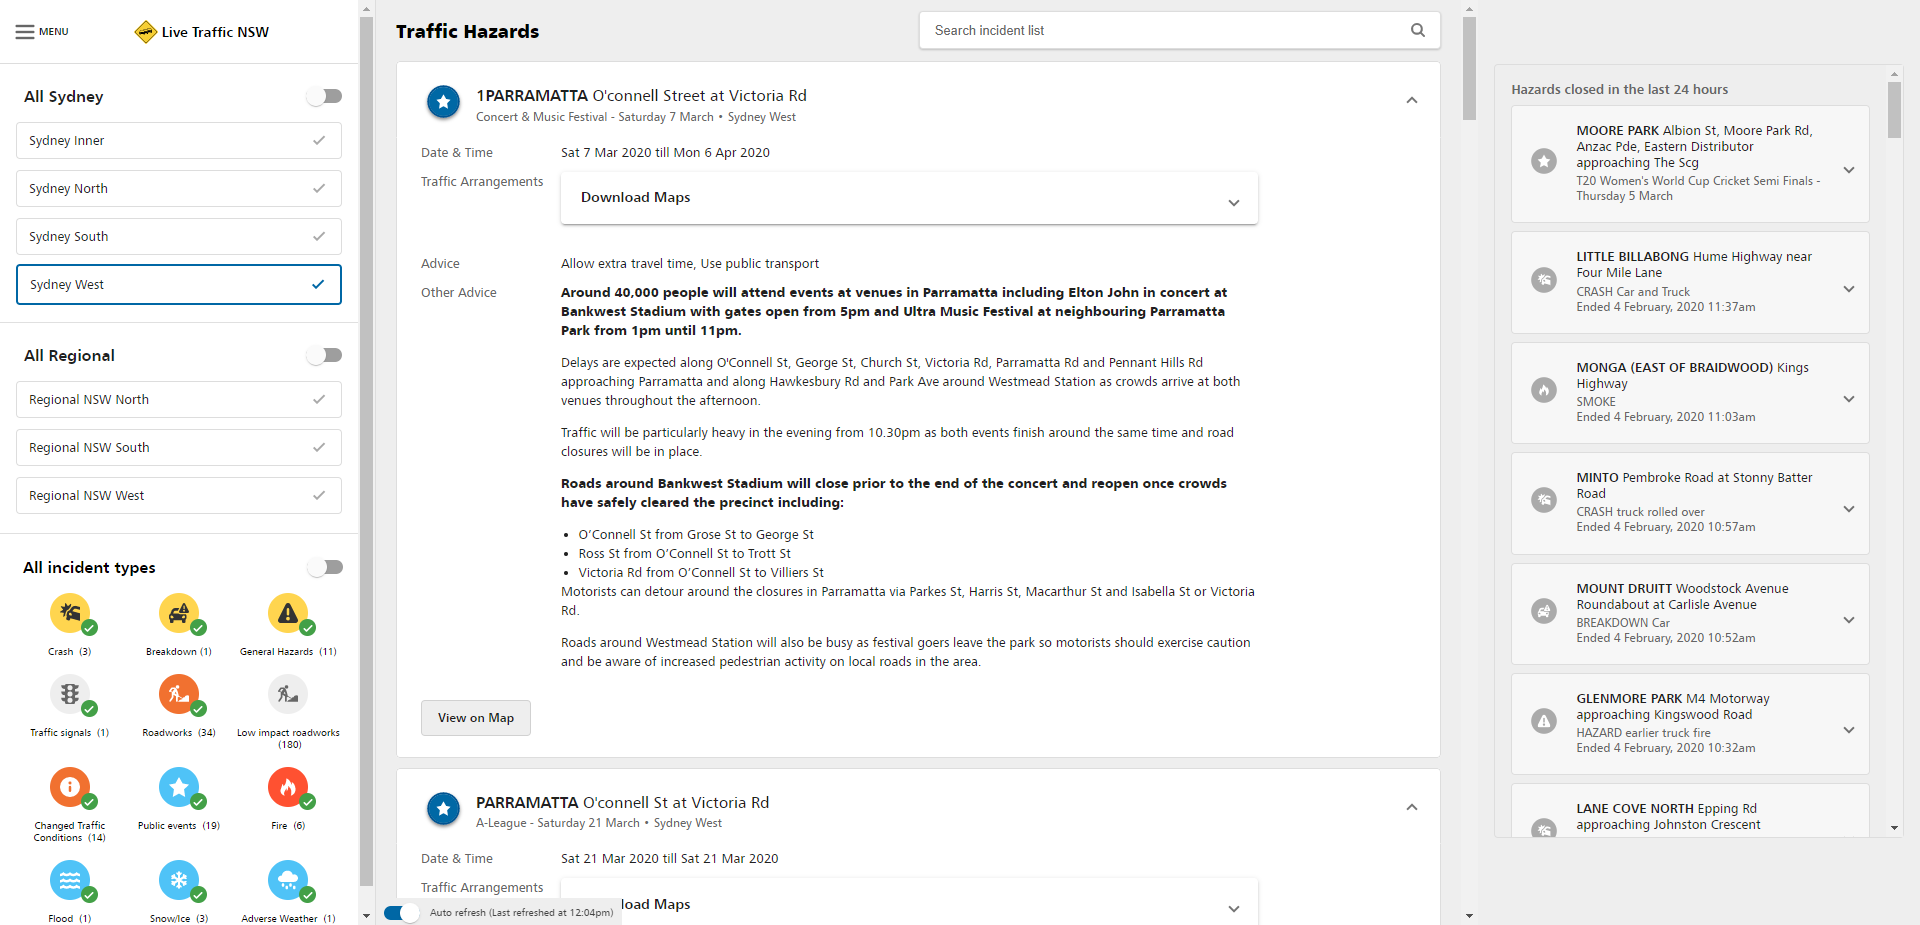 MENU
Live Traffic NSW
All Sydney
Sydney Inner
Sydney North
Sydney South
Sydney West
All Regional
Regional NSW North
Regional NSW South
Regional NSW West
All incident types
Crash (3)
Breakdown (1)
General Hazards (11)
Traffic signals (1)
Roadworks (34)
Low impact roadworks
(180)
Changed Traffic
Conditions (14)
Public events (19)
Fire (6)
Flood (1)
Snow/Ice (3)
Adverse Weather (1)
Traffic Hazards
Search incident list
1PARRAMATTA O'connell Street at Victoria Rd
Concert & Music Festival - Saturday 7 March • Sydney West
Date & Time
Sat 7 Mar 2020 till Mon 6 Apr 2020
Traffic Arrangements
Download Maps
Advice
Allow extra travel time, Use public transport
Other Advice
Around 40,000 people will attend events at venues in Parramatta including Elton John in concert at
Bankwest Stadium with gates open from 5pm and Ultra Music Festival at neighbouring Parramatta
Park from 1pm until 11pm.
Delays are expected along O'Connell St, George St, Church St, Victoria Rd, Parramatta Rd and Pennant Hills Rd
approaching Parramatta and along Hawkesbury Rd and Park Ave around Westmead Station as crowds arrive at both
venues throughout the afternoon.
Traffic will be particularly heavy in the evening from 10.30pm as both events finish around the same time and road
closures will be in place.
Roads around Bankwest Stadium will close prior to the end of the concert and reopen once crowds
have safely cleared the precinct including:
• O'Connell St from Grose St to George St
• Ross St from O'Connell St to Trott St
• Victoria Rd from O'Connell St to Villiers St
Motorists can detour around the closures in Parramatta via Parkes St, Harris St, Macarthur St and Isabella St or Victoria
Rd.
Roads around Westmead Station will also be busy as festival goers leave the park so motorists should exercise caution
and be aware of increased pedestrian activity on local roads in the area.
View on Map
PARRAMATTA O'connell St at Victoria Rd
A-League - Saturday 21 March • Sydney West
Date & Time
Sat 21 Mar 2020 till Sat 21 Mar 2020
Traffic Arrangements
load Maps
Auto refresh (Last refreshed at 12:04pm)
Hazards closed in the last 24 hours
MOORE PARK Albion St, Moore Park Rd,
Anzac Pde, Eastern Distributor
approaching The Scg
T20 Women's World Cup Cricket Semi Finals -
Thursday 5 March
LITTLE BILLABONG Hume Highway near
Four Mile Lane
CRASH Car and Truck
Ended 4 February, 2020 11:37am
MONGA (EAST OF BRAIDWOOD) Kings
Highway
SMOKE
Ended 4 February, 2020 11:03am
MINTO Pembroke Road at Stonny Batter
Road
CRASH truck rolled over
Ended 4 February, 2020 10:57am
MOUNT DRUITT Woodstock Avenue
Roundabout at Carlisle Avenue
BREAKDOWN Car
Ended 4 February, 2020 10:52am
GLENMORE PARK M4 Motorway
approaching Kingswood Road
HAZARD earlier truck fire
Ended 4 February, 2020 10:32am
LANE COVE NORTH Epping Rd
approaching Johnston Crescent